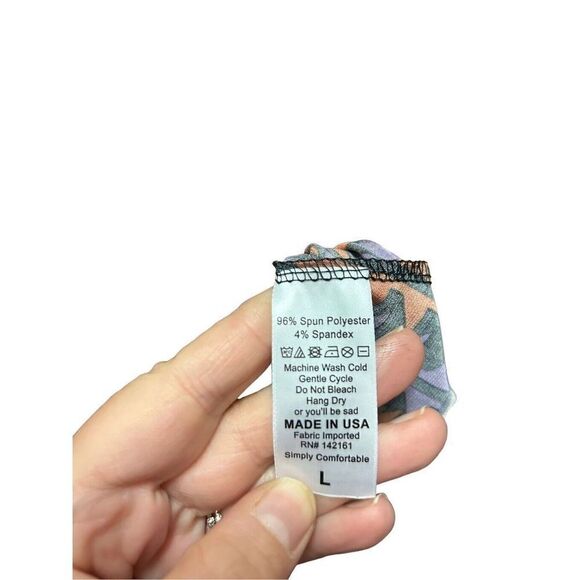 96% Spun Polyester
4% Spandex
Machine Wash Cold
Gentle Cycle
Do Not Bleach
Hang Dry
or you'll be sad
MADE IN USA
Fabric Imported
RN# 142161
Simply Comfortable
L